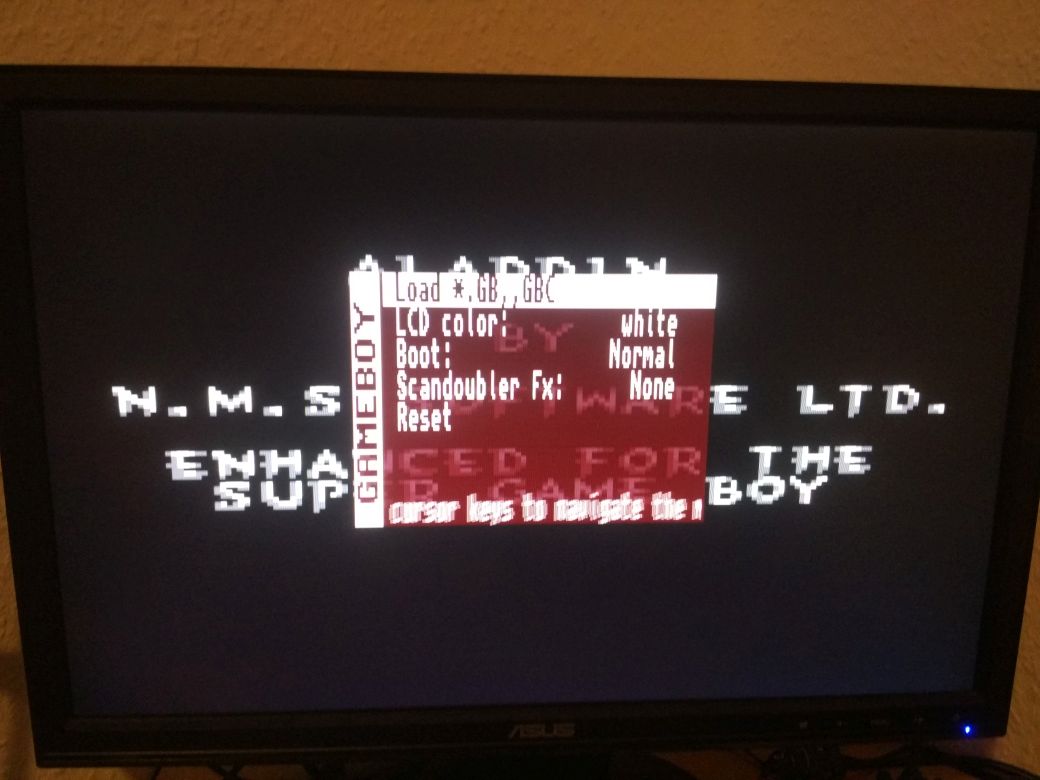 ALADDIN
GAMEBOY
Load *.GB,,GBC
LCD color: white
BY
Boot: Normal
Scandoubler Fx: None
N.M.S SOFTWARE LTD.
Reset
ENHANCED FOR THE
SUPER GAME BOY
cursor keys to navigate the
ASUS